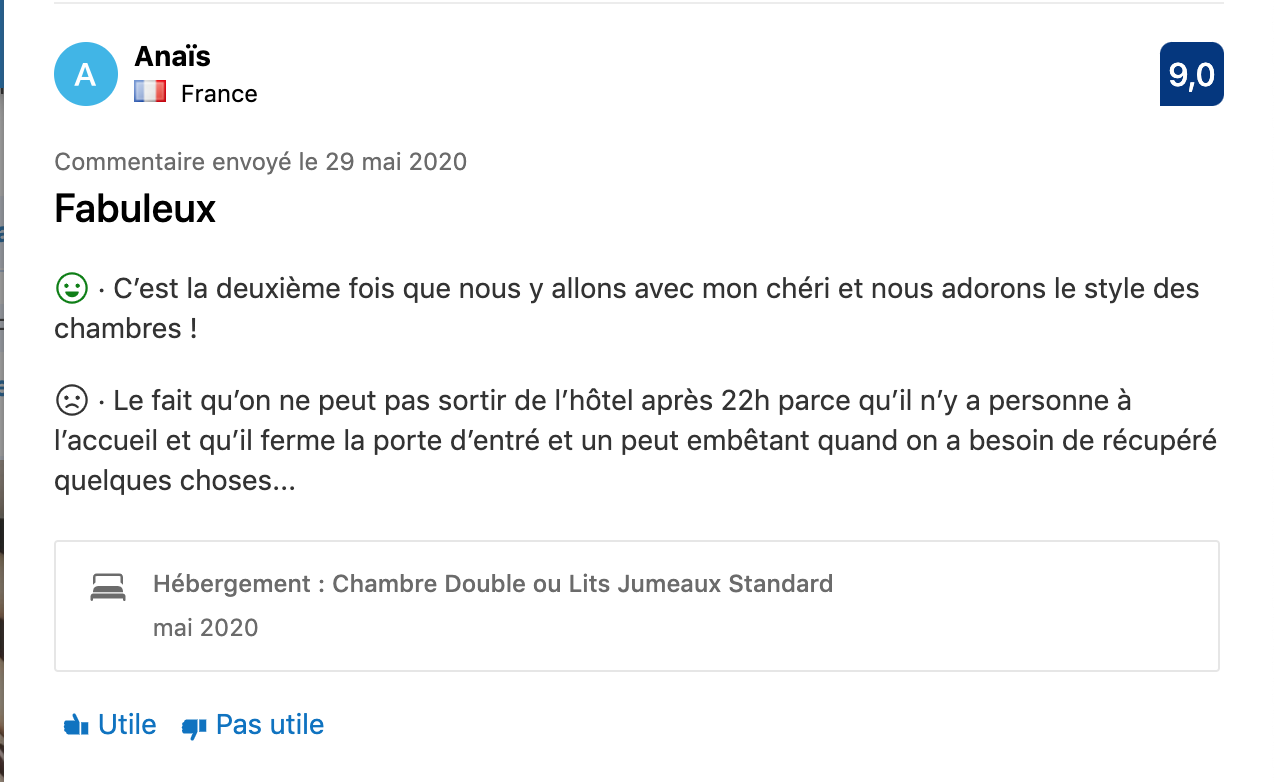 A
Anaïs
France
9,0
Commentaire envoyé le 29 mai 2020
Fabuleux
· C’est la deuxième fois que nous y allons avec mon chéri et nous adorons le style des
chambres !
· Le fait qu’on ne peut pas sortir de l’hôtel après 22h parce qu’il n’y a personne à
l’accueil et qu’il ferme la porte d’entré et un peut embêtant quand on a besoin de récupéré
quelques choses...
Hébergement : Chambre Double ou Lits Jumeaux Standard
mai 2020
Utile Pas utile